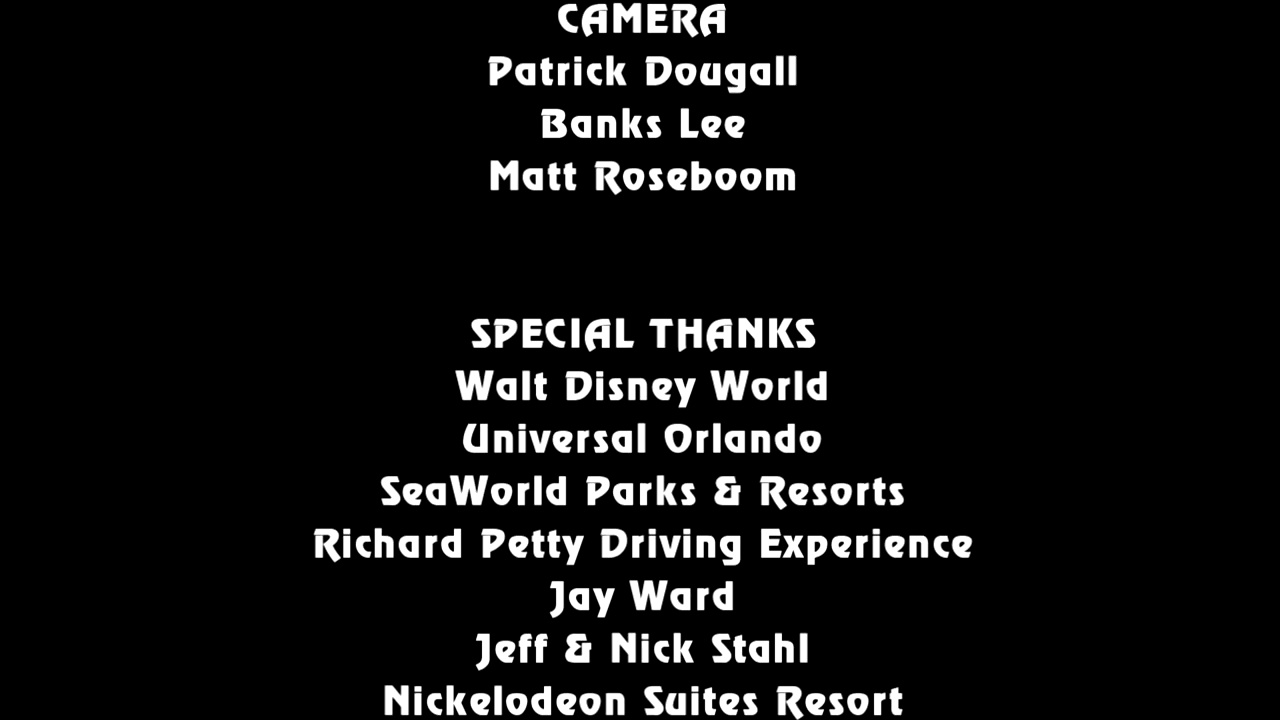 CAMERA
Patrick Dougall
Banks Lee
Matt Roseboom
SPECIAL THANKS
Walt Disney World
Universal Orlando
SeaWorld Parks & Resorts
Richard Petty Driving Experience
Jay Ward
Jeff & Nick Stahl
Nickelodeon Suites Resort